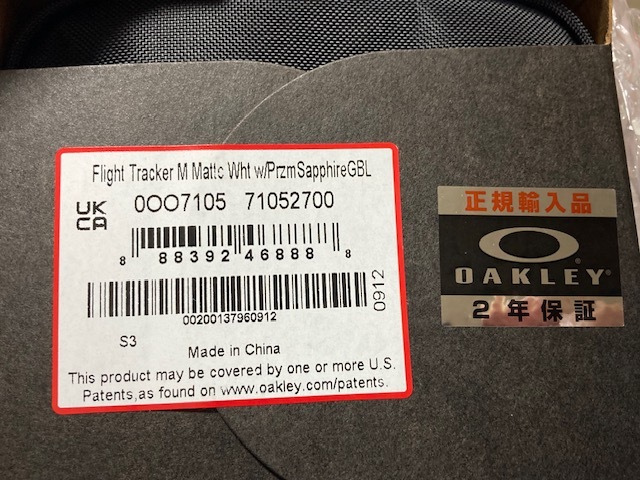 Flight Tracker M Matte Wht w/PrzmSapphireGBL
UK
CA
0OO7105 71052700
8 88392 46888 8
00200137960912
0912
S3
Made in China
This product may be covered by one or more U.S.
Patents,as found on www.oakley.com/patents.
正規輸入品
OAKLEY
2年保証